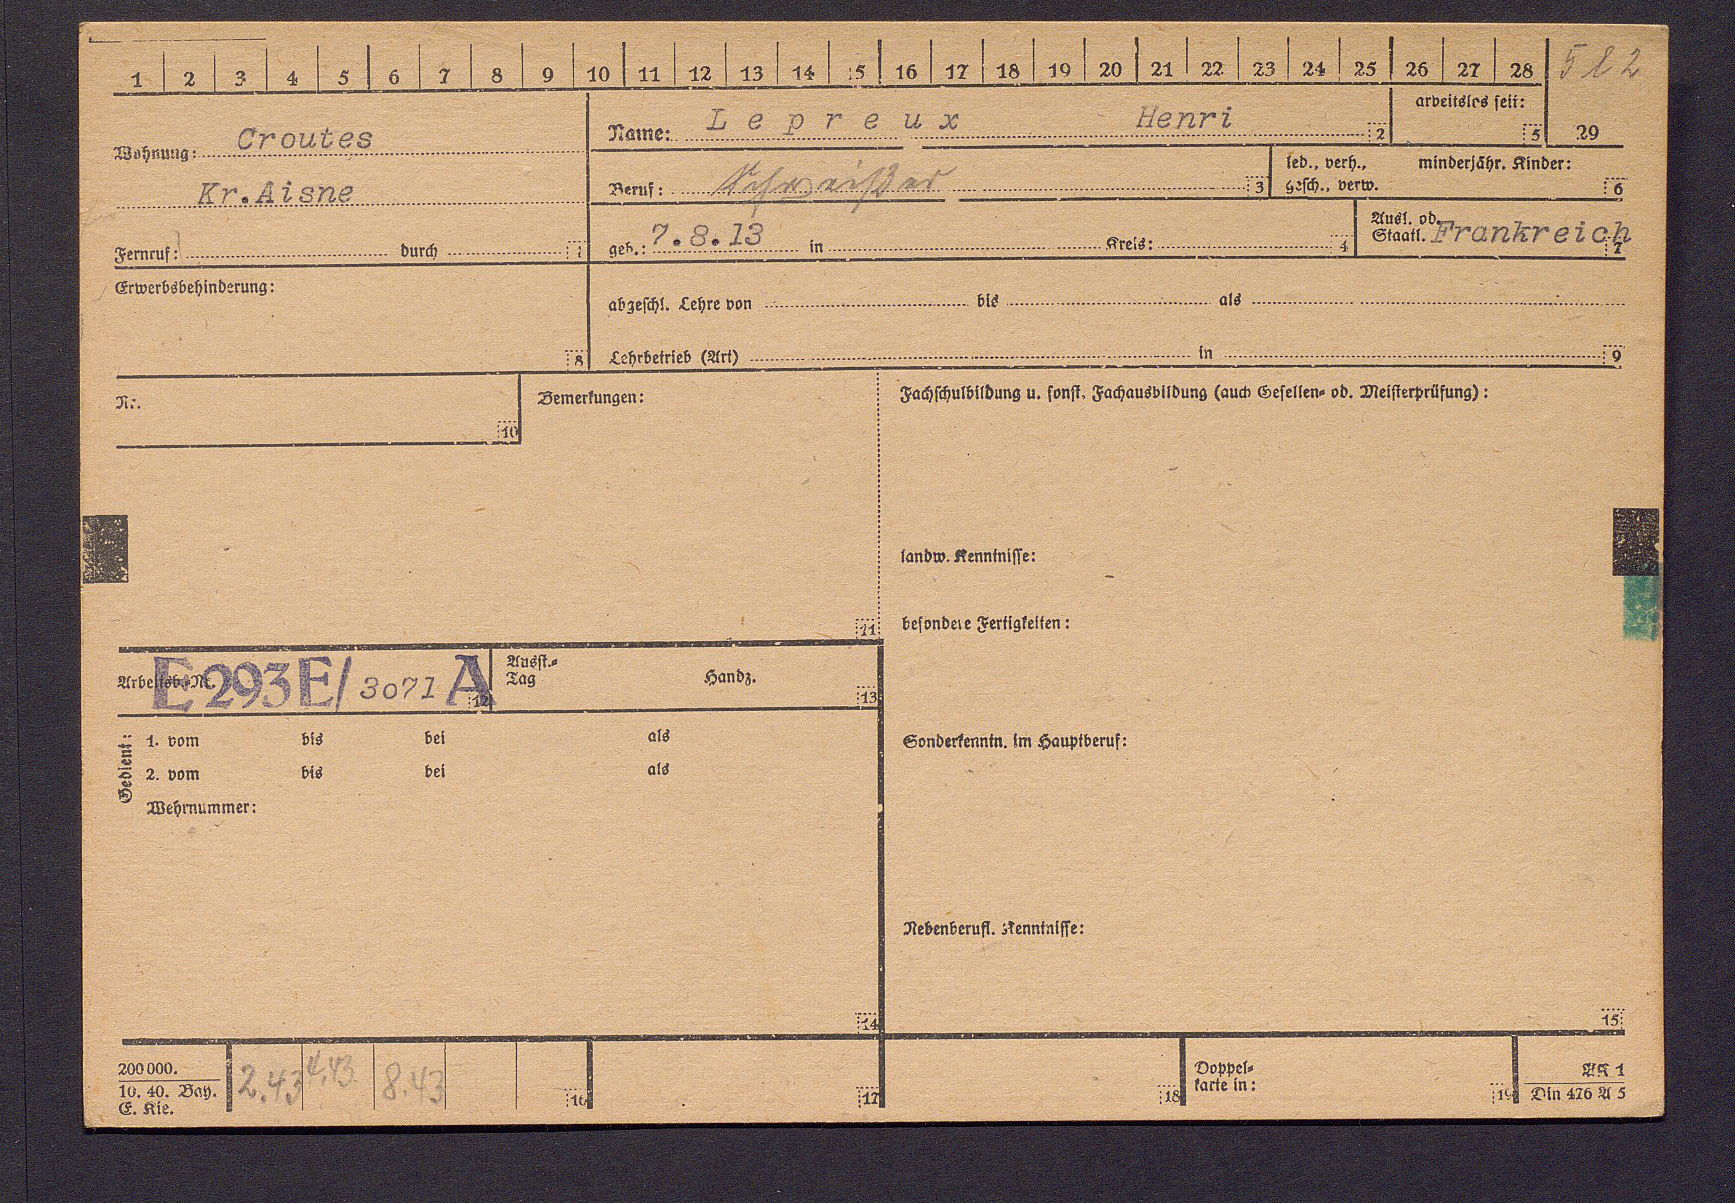 1 2 3 4 5 6 7 8 9 10 11 12 13 14 15 16 17 18 19 20 21 22 23 24 25 26 27 28 5 l 2
arbeitslos seit:
5 29
Wohnung: Croutes
Kr.Aisne
Fernruf: durch 1
Name: Lepreux Henri 2
Beruf: Schweißer 3
led., verh., minderjähr. Kinder:
gesch., verw. 6
geb.: 7.8.13 in Kreis: 4
Ausl. od.
Staatl. Frankreich 7
Erwerbsbehinderung:
8
abgeschl. Lehre von bis als
Lehrbetrieb (Art) in 9
Nr.
10
Bemerkungen:
11
Fachschulbildung u. sonst. Fachausbildung (auch Gesellen- od. Meisterprüfung):
landw. Kenntnisse:
besondere Fertigkeiten:
Sonderkenntn. im Hauptberuf:
Nebenberufl. Kenntnisse:
15
Arbeitsb.-Nr. E 293 E/ 3071 A 12
Ausst.-
Tag Handz. 13
Gedient:
1. vom bis bei als
2. vom bis bei als
Wehrnummer:
14
200 000.
10. 40. Bay.
E. Kie.
2.43 4.43 8.43 16
17
18
Doppel-
karte in: 19
AK 1
Din 476 A 5